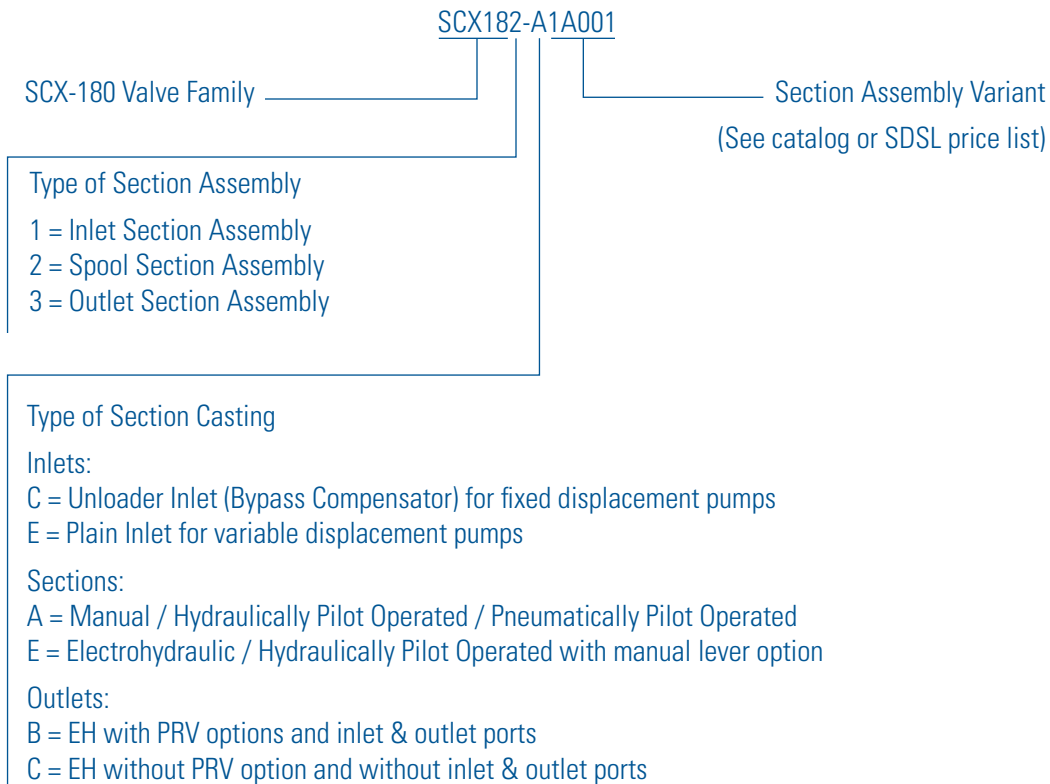 SCX182-A1A001
SCX-180 Valve Family
Section Assembly Variant
(See catalog or SDSL price list)
Type of Section Assembly
1 = Inlet Section Assembly
2 = Spool Section Assembly
3 = Outlet Section Assembly
Type of Section Casting
Inlets:
C = Unloader Inlet (Bypass Compensator) for fixed displacement pumps
E = Plain Inlet for variable displacement pumps
Sections:
A = Manual / Hydraulically Pilot Operated / Pneumatically Pilot Operated
E = Electrohydraulic / Hydraulically Pilot Operated with manual lever option
Outlets:
B = EH with PRV options and inlet & outlet ports
C = EH without PRV option and without inlet & outlet ports